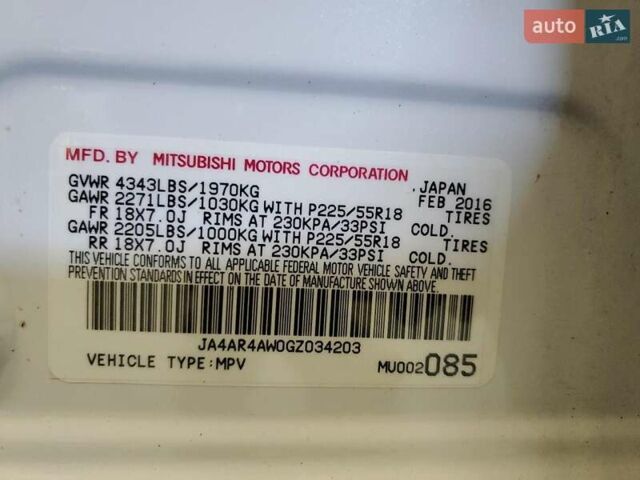 auto RIA.com
MFD. BY MITSUBISHI MOTORS CORPORATION
GVWR 4343LBS/1970KG , JAPAN
GAWR 2271LBS/1030KG WITH P225/55R18 FEB 2016 TIRES
FR 18X7.0J RIMS AT 230KPA/33PSI COLD.
GAWR 2205LBS/1000KG WITH P225/55R18 TIRES
RR 18X7.0J RIMS AT 230KPA/33PSI COLD.
THIS VEHICLE CONFORMS TO ALL APPLICABLE FEDERAL MOTOR VEHICLE SAFETY AND THEFT
PREVENTION STANDARDS IN EFFECT ON THE DATE OF MANUFACTURE SHOWN ABOVE.
JA4AR4AW0GZ034203
VEHICLE TYPE:MPV MU002085